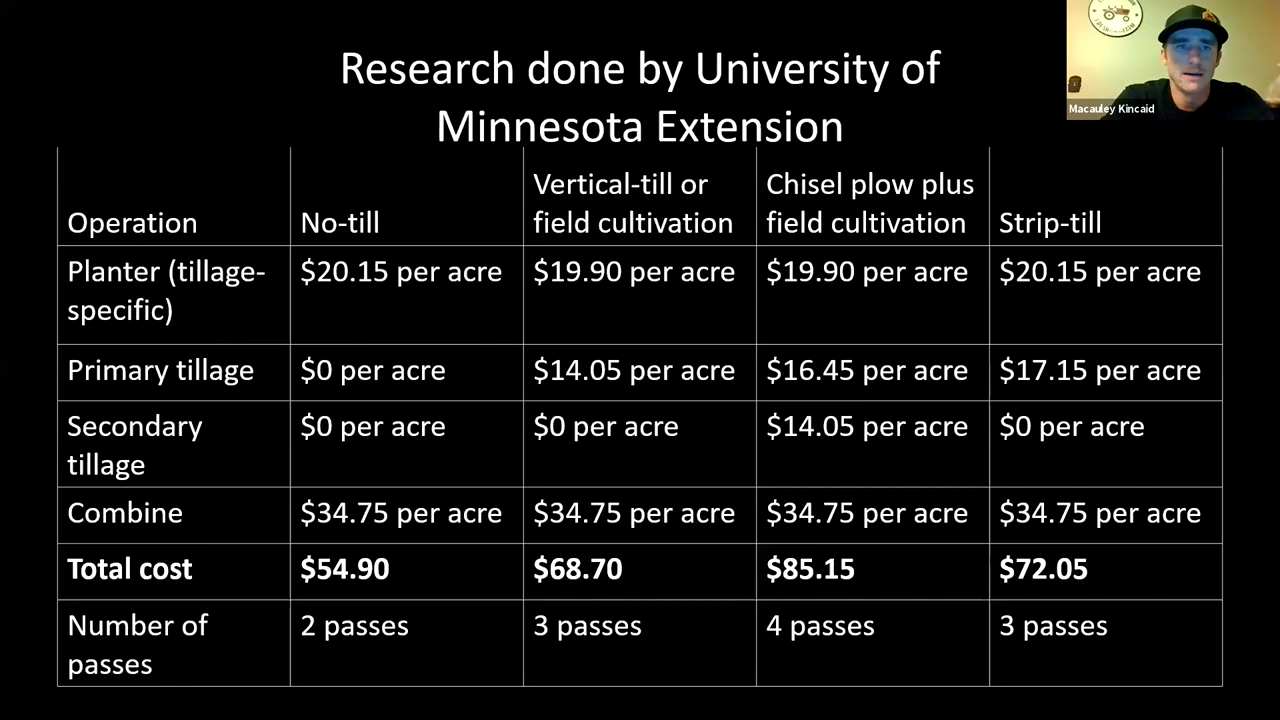 Research done by University of
Minnesota Extension
Macauley Kincaid
Operation
No-till
Vertical-till or
field cultivation
Chisel plow plus
field cultivation
Strip-till
Planter (tillage-
specific)
$20.15 per acre
$19.90 per acre
$19.90 per acre
$20.15 per acre
Primary tillage
$0 per acre
$14.05 per acre
$16.45 per acre
$17.15 per acre
Secondary
tillage
$0 per acre
$0 per acre
$14.05 per acre
$0 per acre
Combine
$34.75 per acre
$34.75 per acre
$34.75 per acre
$34.75 per acre
Total cost
$54.90
$68.70
$85.15
$72.05
Number of
passes
2 passes
3 passes
4 passes
3 passes